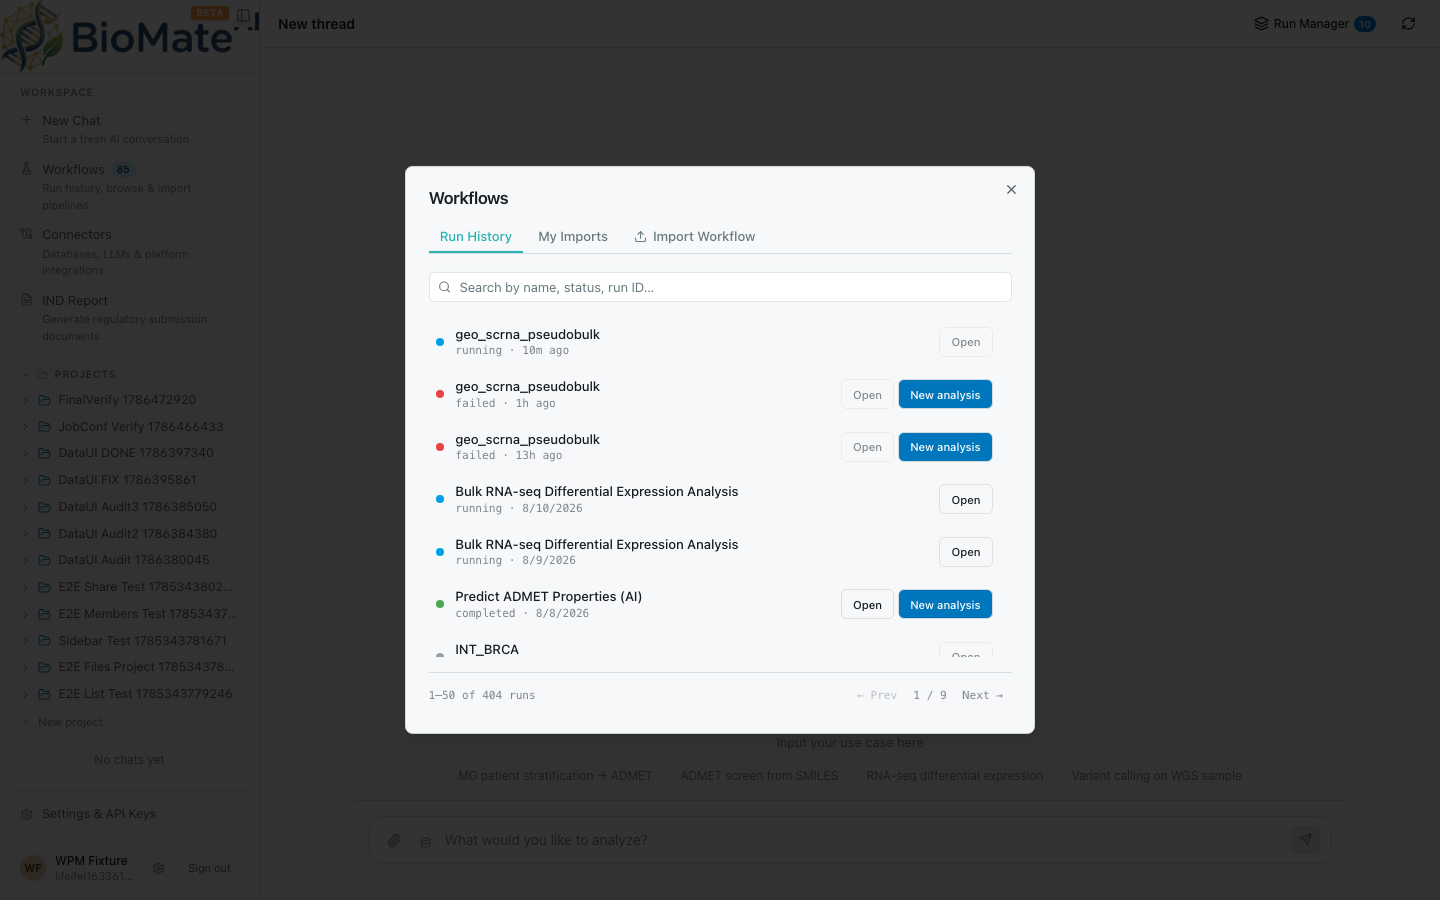 BioMate
BETA
WORKSPACE
New Chat
Start a fresh AI conversation
Workflows 85
Run history, browse & import
pipelines
Connectors
Databases, LLMs & platform
integrations
IND Report
Generate regulatory submission
documents
PROJECTS
FinalVerify 1786472920
JobConf Verify 1786466433
DataUI DONE 1786397340
DataUI FIX 1786395861
DataUI Audit3 1786385050
DataUI Audit2 1786384380
DataUI Audit 1786380045
E2E Share Test 1785343802...
E2E Members Test 17853437...
Sidebar Test 1785343781671
E2E Files Project 178534378...
E2E List Test 1785343779246
+ New project
No chats yet
Settings & API Keys
WF
WPM Fixture
lifeifei163361...
Sign out
New thread
Run Manager 10
Workflows
Run History
My Imports
Import Workflow
Search by name, status, run ID...
geo_scrna_pseudobulk
running · 10m ago
Open
geo_scrna_pseudobulk
failed · 1h ago
Open
New analysis
geo_scrna_pseudobulk
failed · 13h ago
Open
New analysis
Bulk RNA-seq Differential Expression Analysis
running · 8/10/2026
Open
Bulk RNA-seq Differential Expression Analysis
running · 8/9/2026
Open
Predict ADMET Properties (AI)
completed · 8/8/2026
Open
New analysis
INT_BRCA
Open
1–50 of 404 runs
← Prev
1 / 9
Next →
Input your use case here
MG patient stratification → ADMET
ADMET screen from SMILES
RNA-seq differential expression
Variant calling on WGS sample
What would you like to analyze?